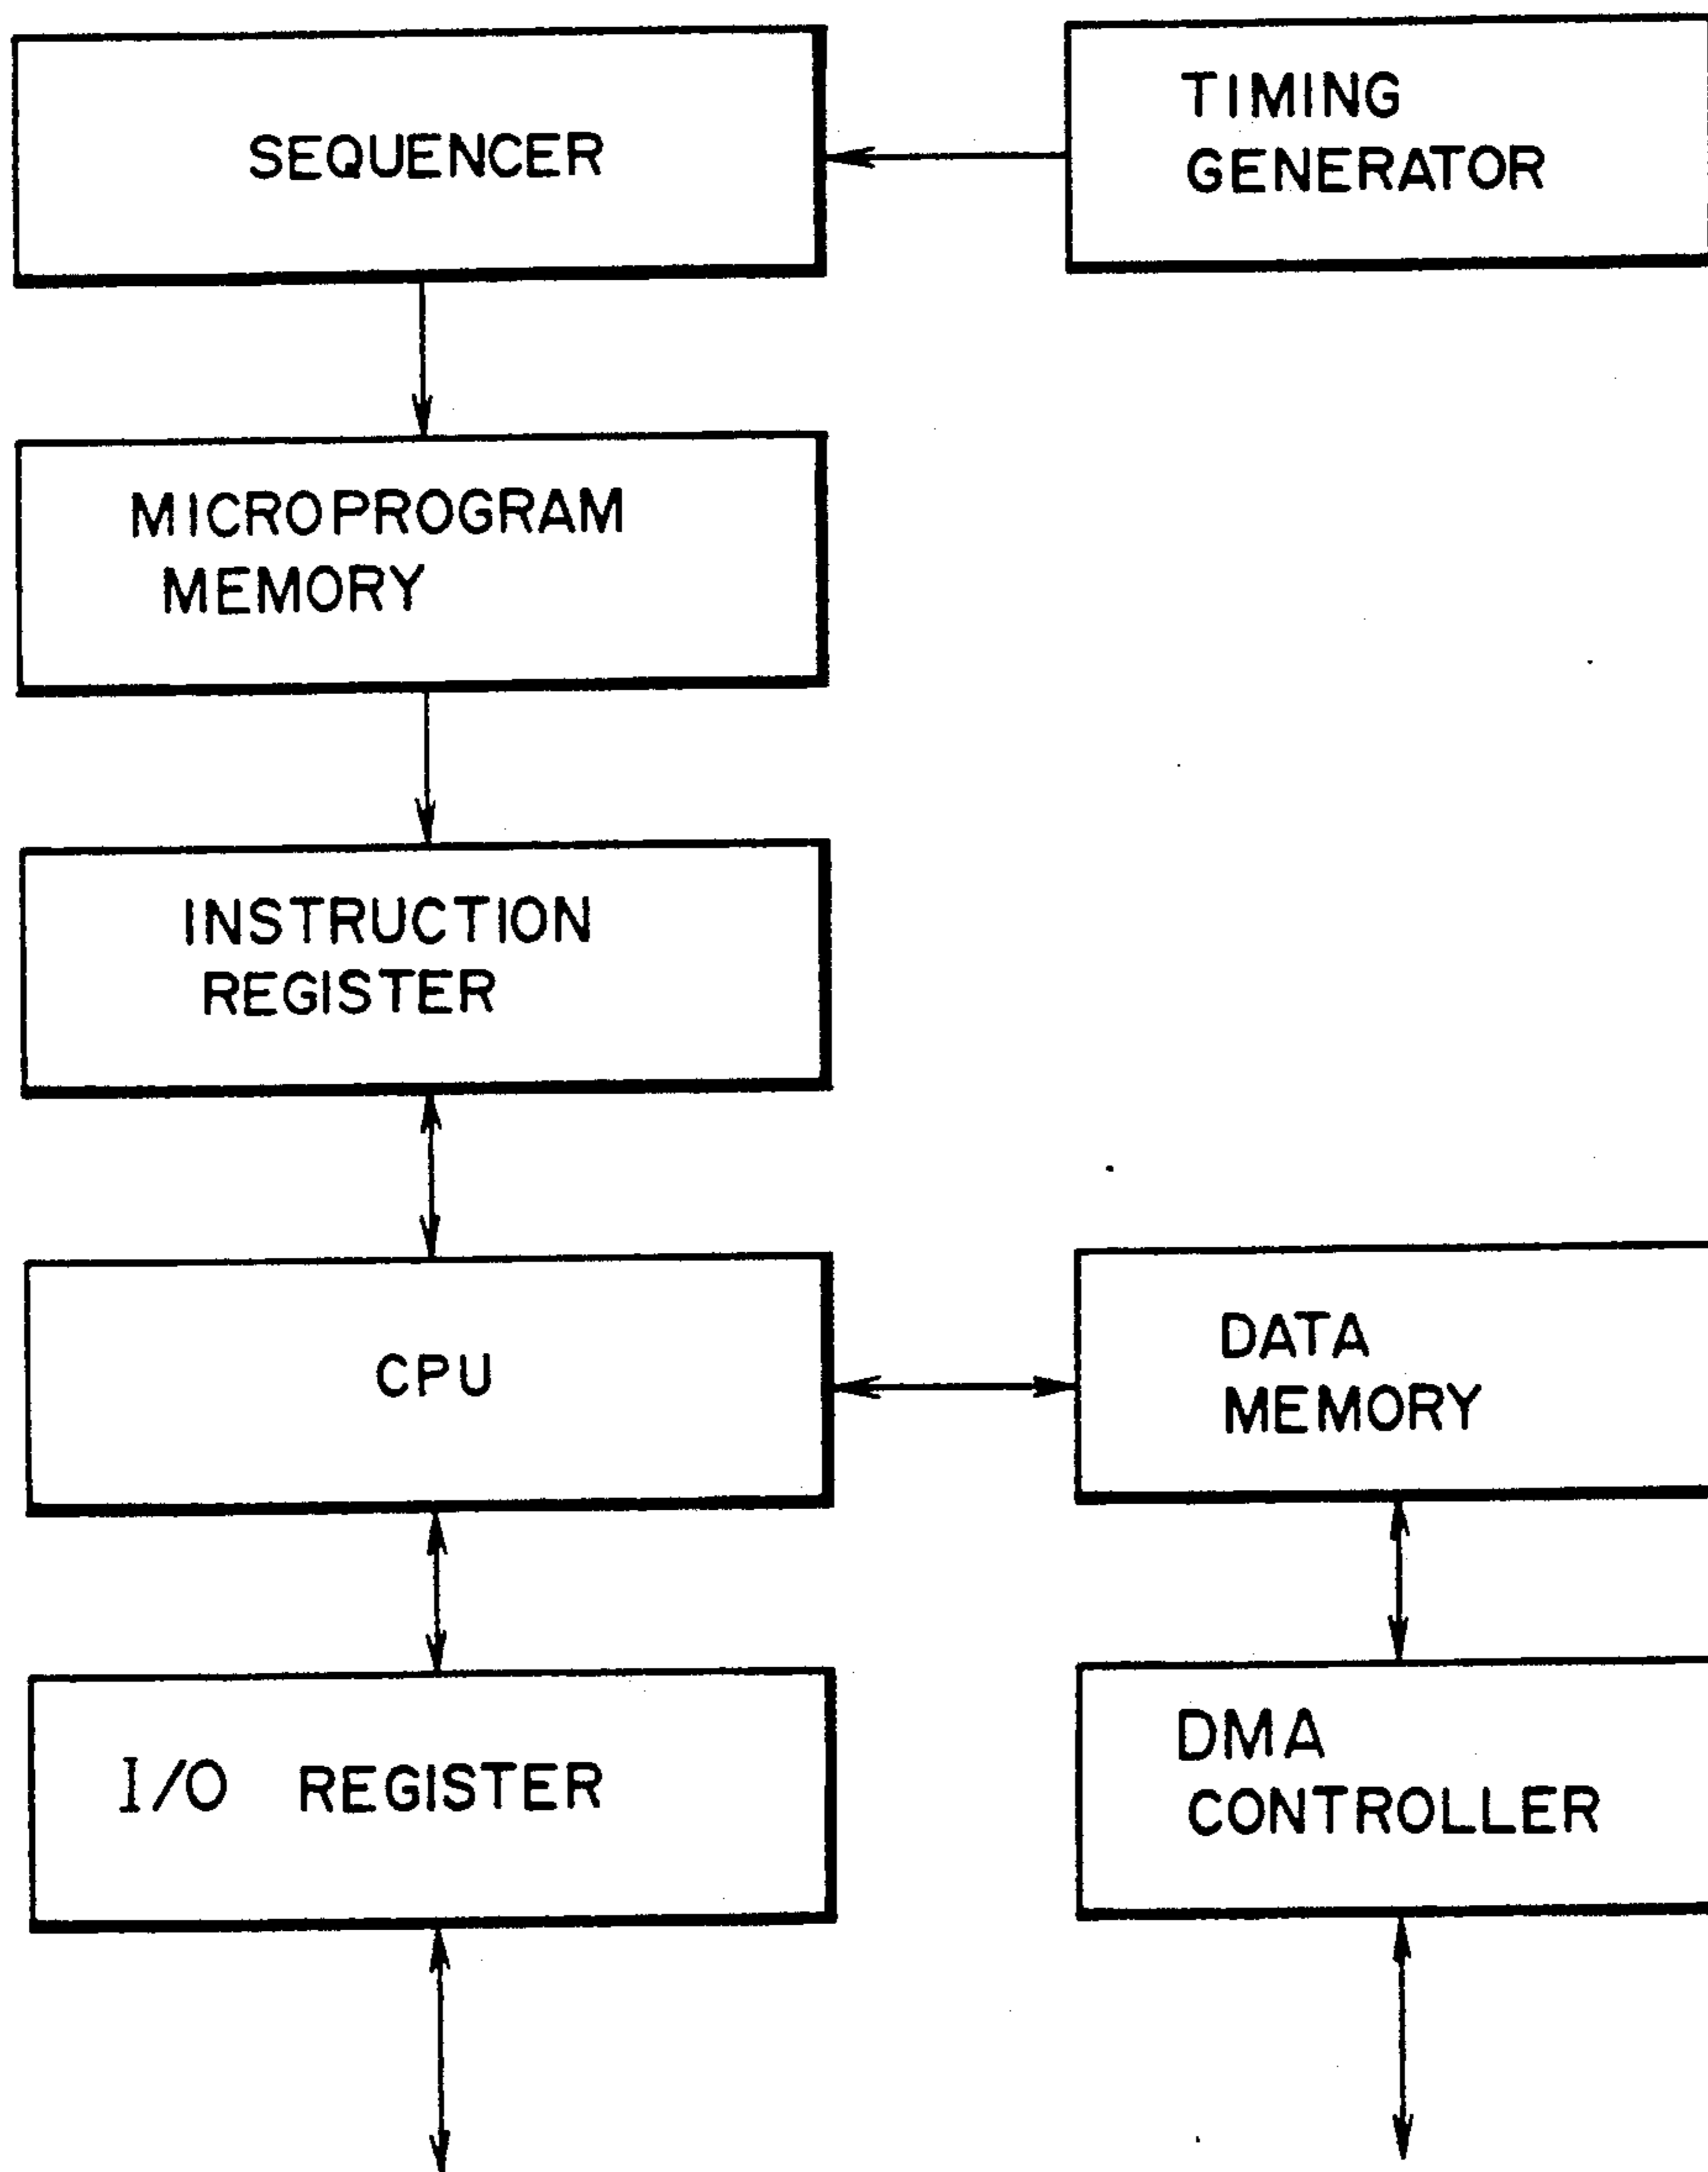 SEQUENCER
TIMING
GENERATOR
MICROPROGRAM
MEMORY
INSTRUCTION
REGISTER
CPU
DATA
MEMORY
I/O REGISTER
DMA
CONTROLLER